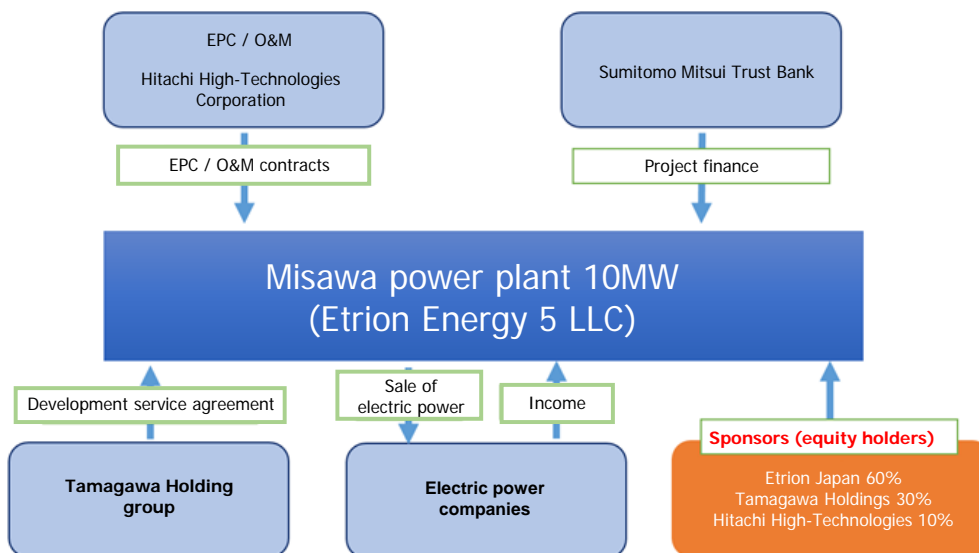 EPC / O&M
Hitachi High-Technologies
Corporation
Sumitomo Mitsui Trust Bank
EPC / O&M contracts
Project finance
Misawa power plant 10MW
(Etrion Energy 5 LLC)
Development service agreement
Sale of
electric power
Income
Sponsors (equity holders)
Tamagawa Holding
group
Electric power
companies
Etrion Japan 60%
Tamagawa Holdings 30%
Hitachi High-Technologies 10%